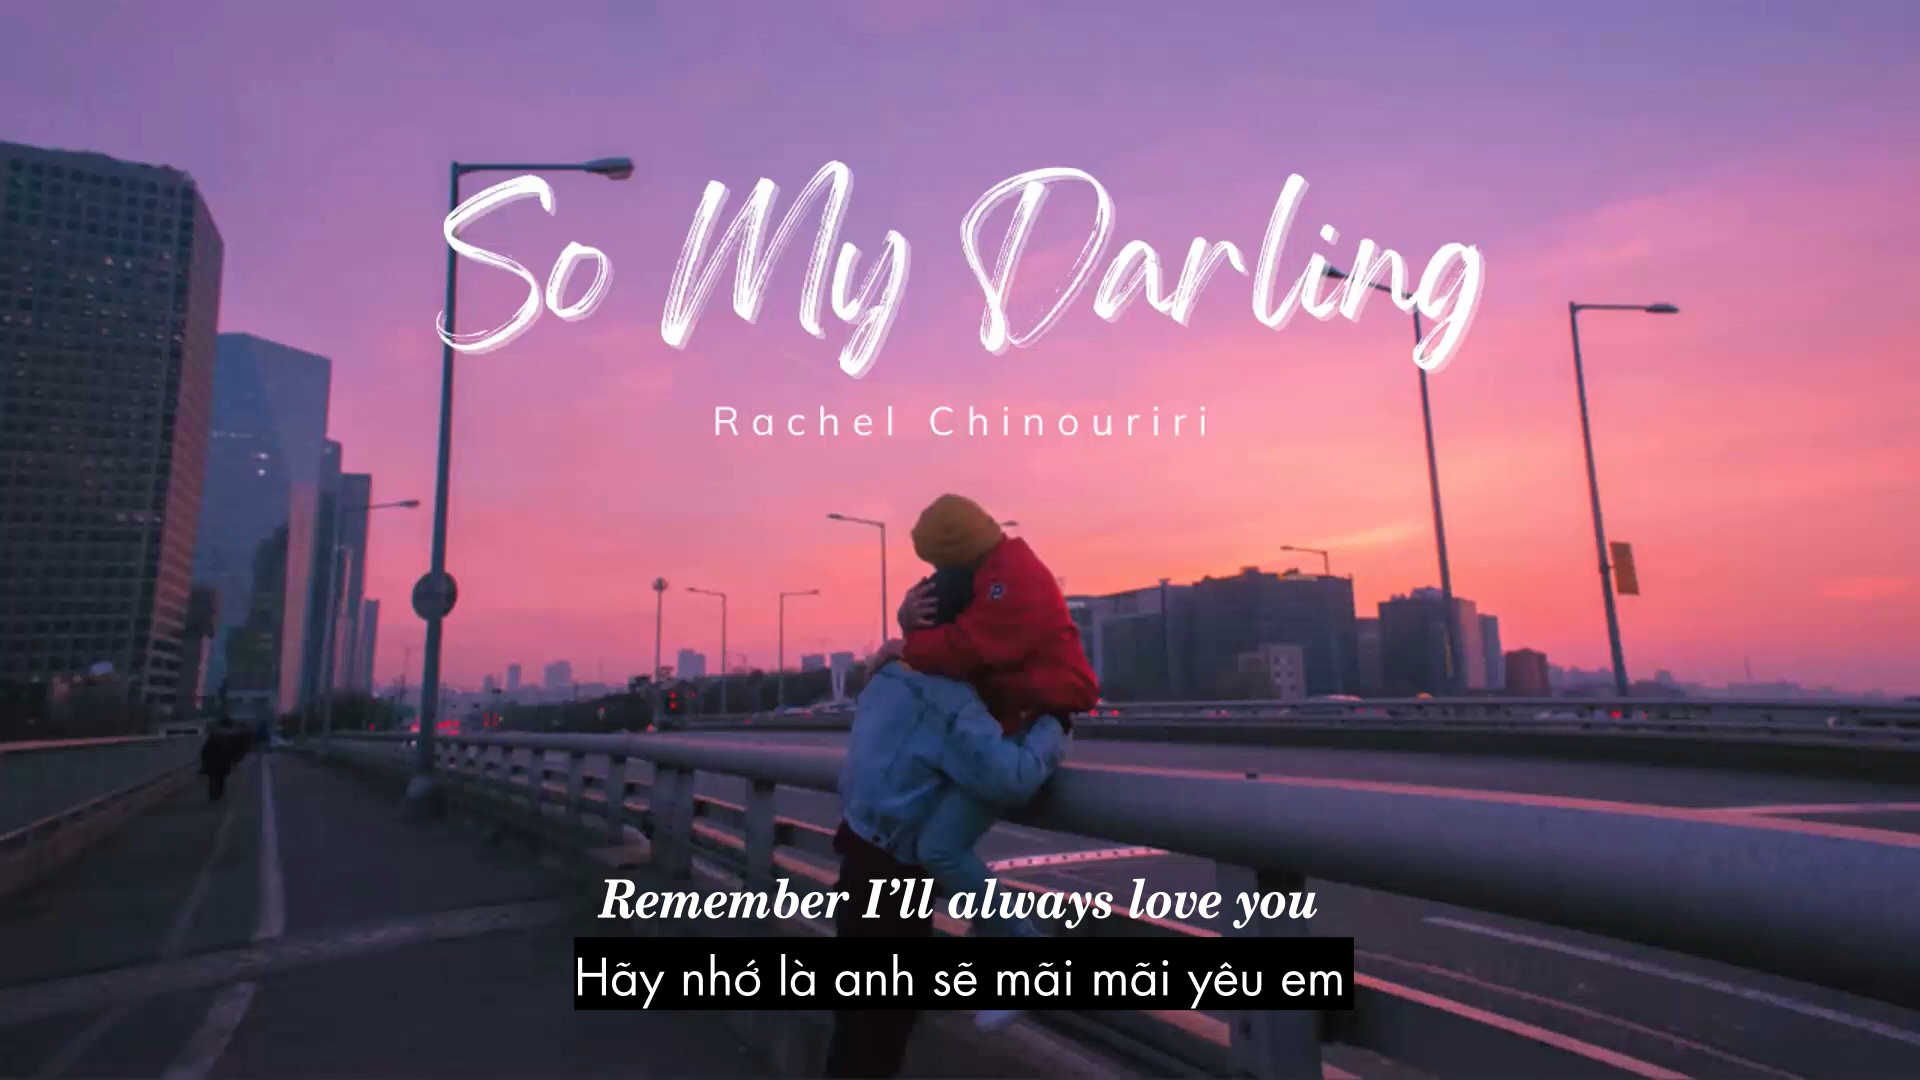 So My Darling
Rachel Chinouriri
Remember I’ll always love you
Hãy nhớ là anh sẽ mãi mãi yêu em